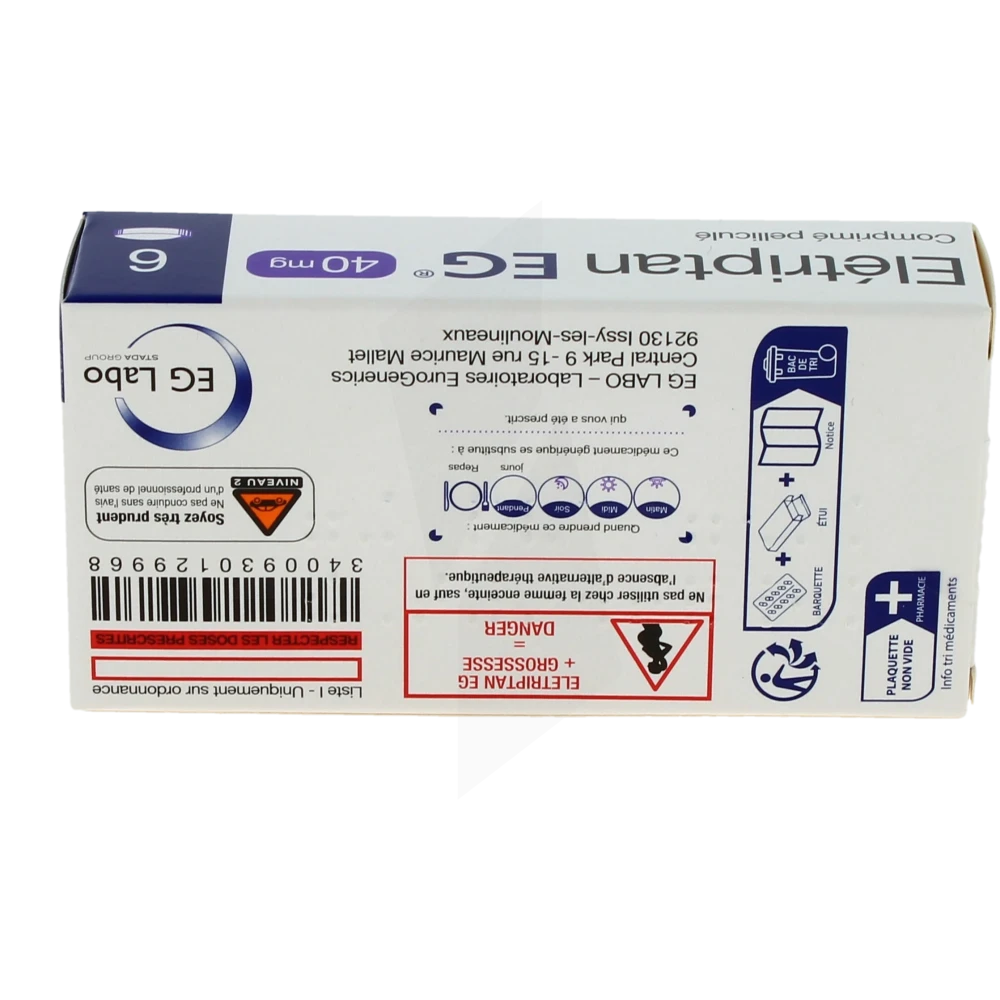 Elétriptan EG® 40 mg
Comprimé pelliculé
6
Liste I - Uniquement sur ordonnance
RESPECTER LES DOSES PRESCRITES
3400930129968
Soyez très prudent
Ne pas conduire sans l'avis
d'un professionnel de santé
NIVEAU 2
EG Labo
STADA GROUP
ELETRIPTAN EG
+ GROSSESSE
=
DANGER
Ne pas utiliser chez la femme enceinte, sauf en
l'absence d'alternative thérapeutique.
Quand prendre ce médicament :
Matin Midi Soir Pendant
jours Repas
Ce médicament générique se substitue à :
qui vous a été prescrit.
EG LABO – Laboratoires EuroGenerics
Central Park 9 - 15 rue Maurice Mallet
92130 Issy-les-Moulineaux
BAC
DE
TRI
Notice
+
ÉTUI
+
BARQUETTE
PLAQUETTE
NON VIDE
PHARMACIE
Info tri médicaments